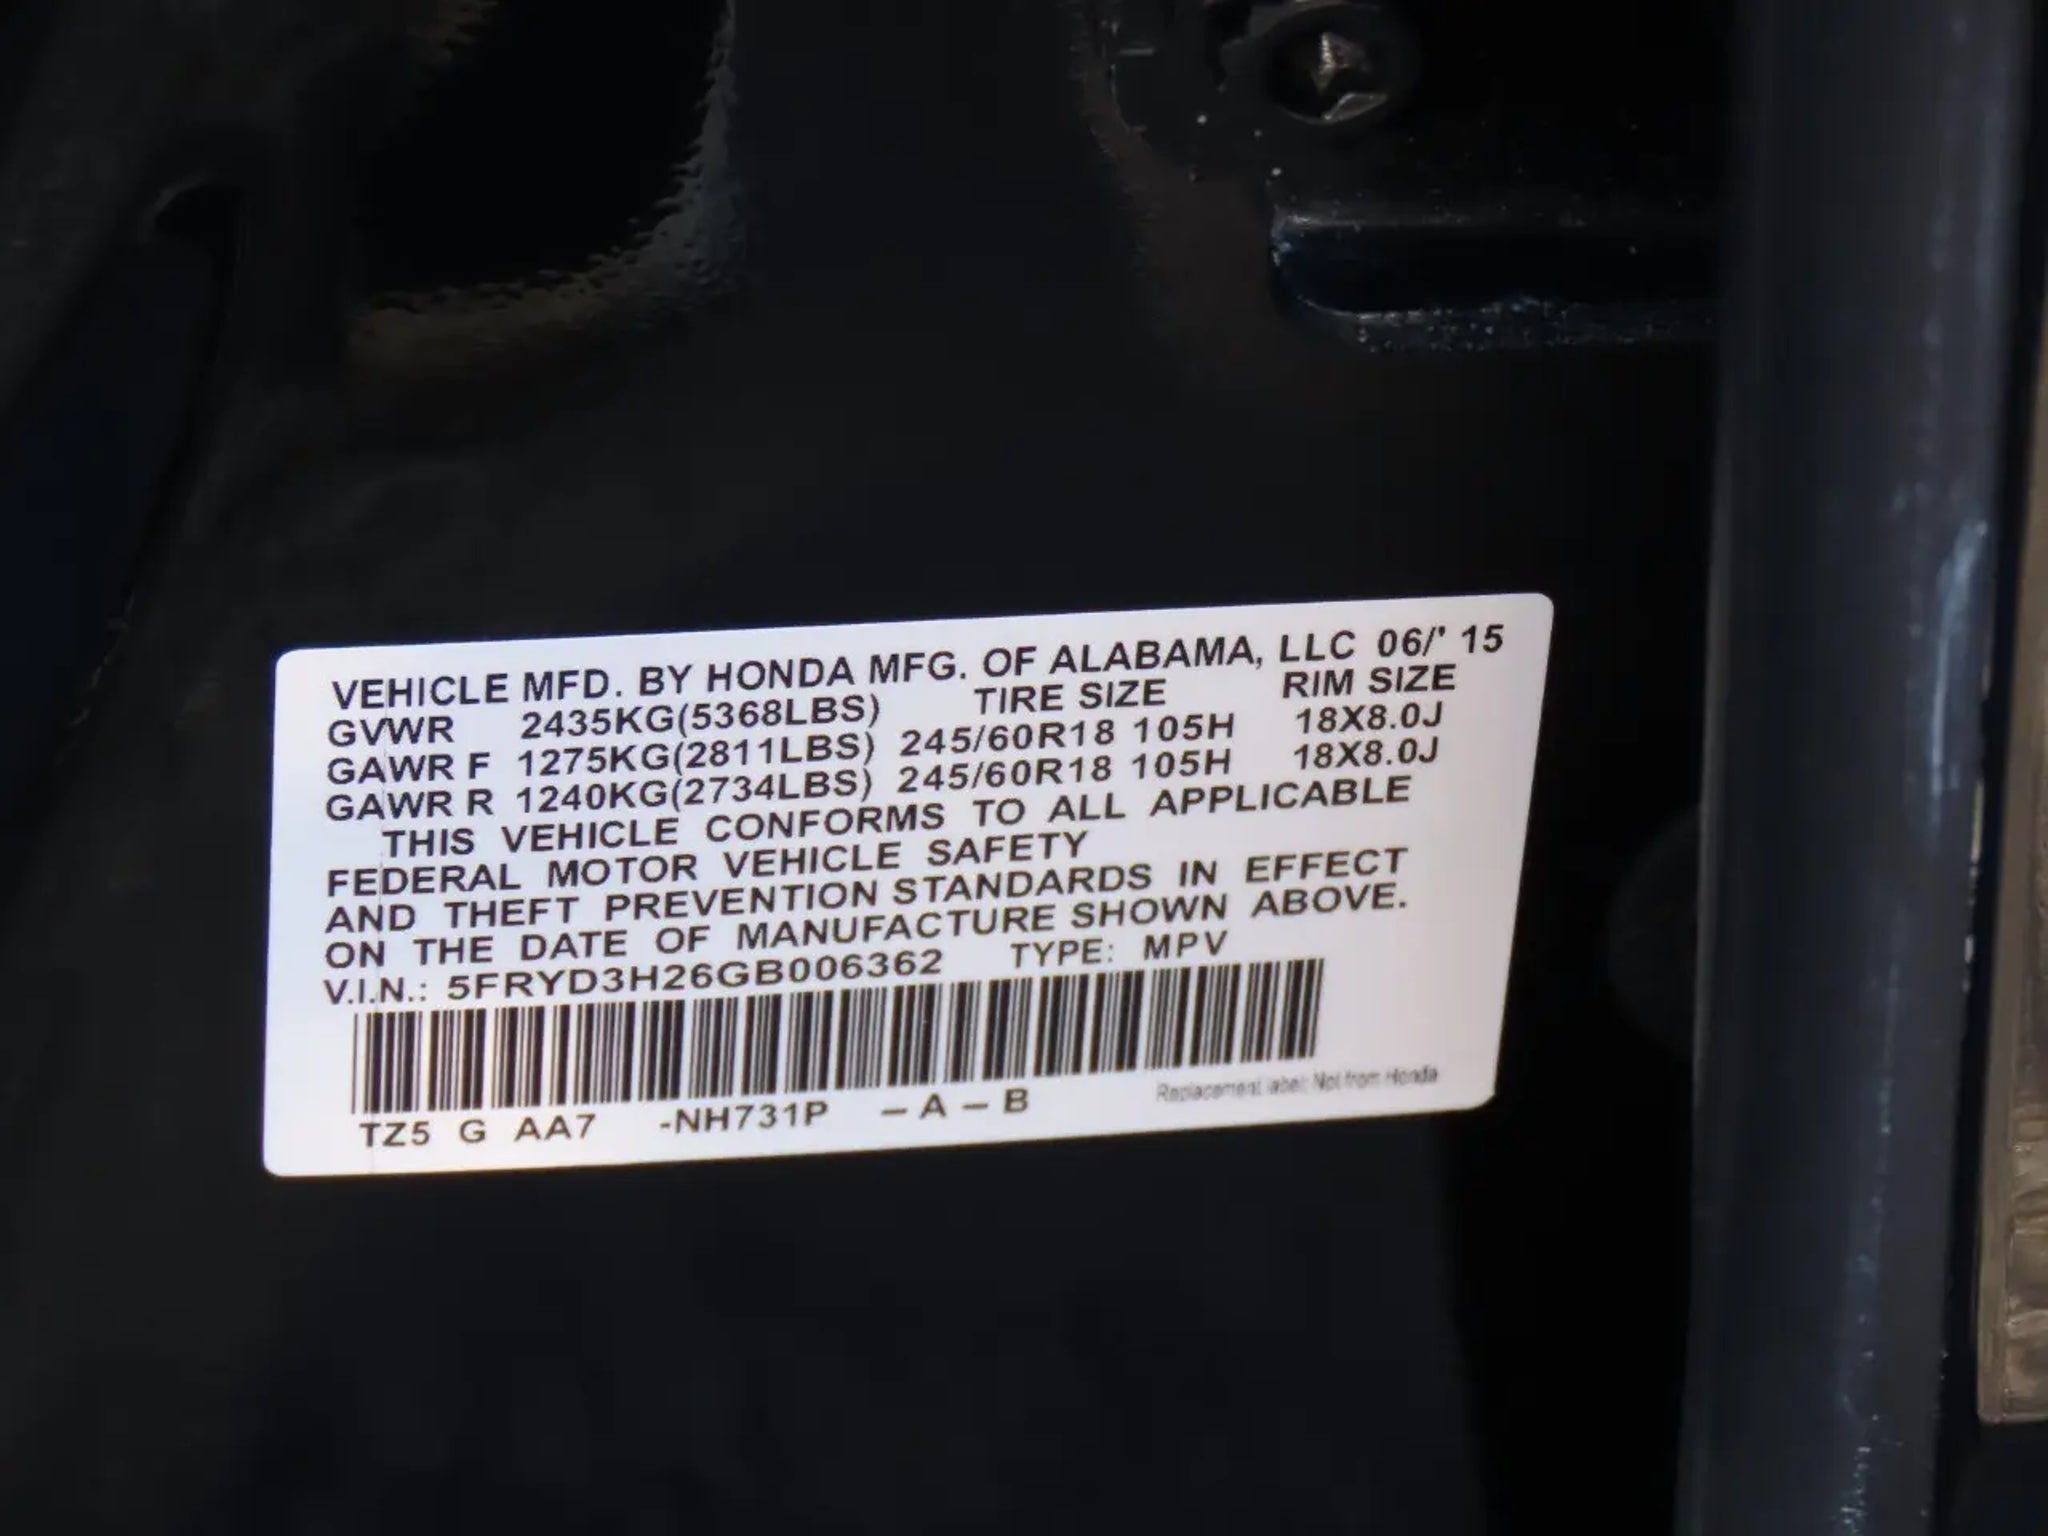 VEHICLE MFD. BY HONDA MFG. OF ALABAMA, LLC 06/' 15
GVWR 2435KG(5368LBS) TIRE SIZE RIM SIZE
GAWR F 1275KG(2811LBS) 245/60R18 105H 18X8.0J
GAWR R 1240KG(2734LBS) 245/60R18 105H 18X8.0J
THIS VEHICLE CONFORMS TO ALL APPLICABLE
FEDERAL MOTOR VEHICLE SAFETY
AND THEFT PREVENTION STANDARDS IN EFFECT
ON THE DATE OF MANUFACTURE SHOWN ABOVE.
V.I.N.: 5FRYD3H26GB006362 TYPE: MPV
Replacement label: Not from Honda
TZ5 G AA7 -NH731P – A – B